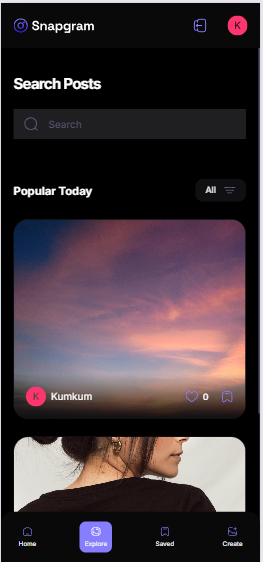 Snapgram
K
Search Posts
Search
Popular Today
All
K
Kumkum
0
Home
Explore
Saved
Create